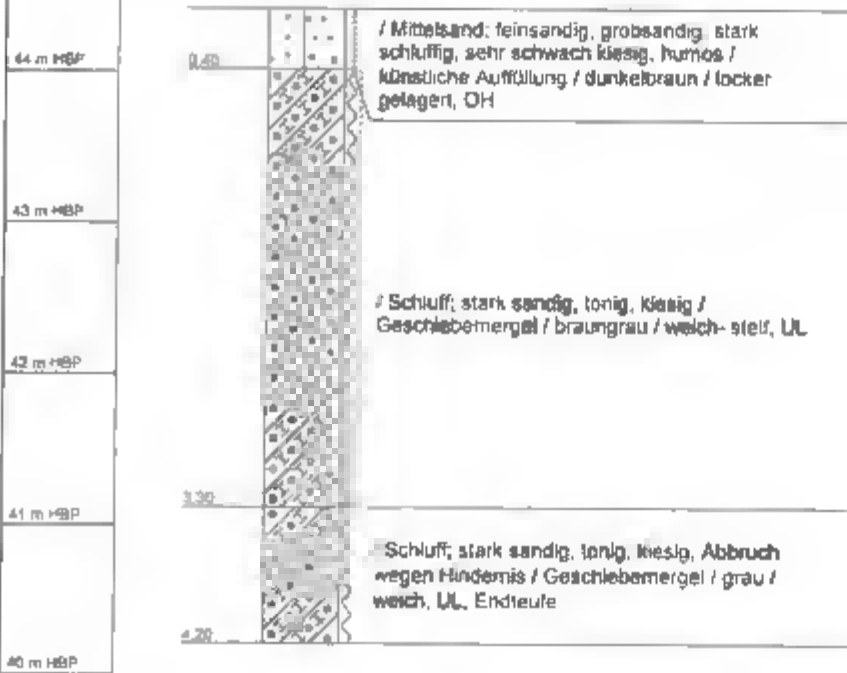 / Mittelsand; feinsandig, grobsandig, stark
schluffig, sehr schwach kiesig, humos /
künstliche Auffüllung / dunkelbraun / locker
gelagert, OH
44 m HBP
0,40
43 m HBP
/ Schluff; stark sandig, tonig, kiesig /
Geschiebemergel / braungrau / weich- steif, UL
42 m HBP
3,30
41 m HBP
Schluff; stark sandig, tonig, kiesig, Abbruch
wegen Hindernis / Geschiebemergel / grau /
weich, UL, Endteufe
4,20
40 m HBP